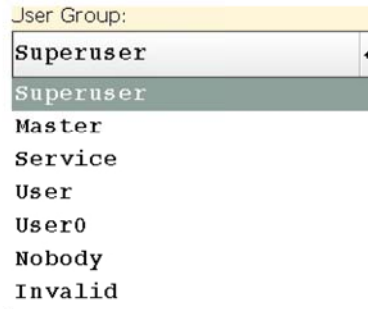 User Group:
Superuser
Superuser
Master
Service
User
User0
Nobody
Invalid